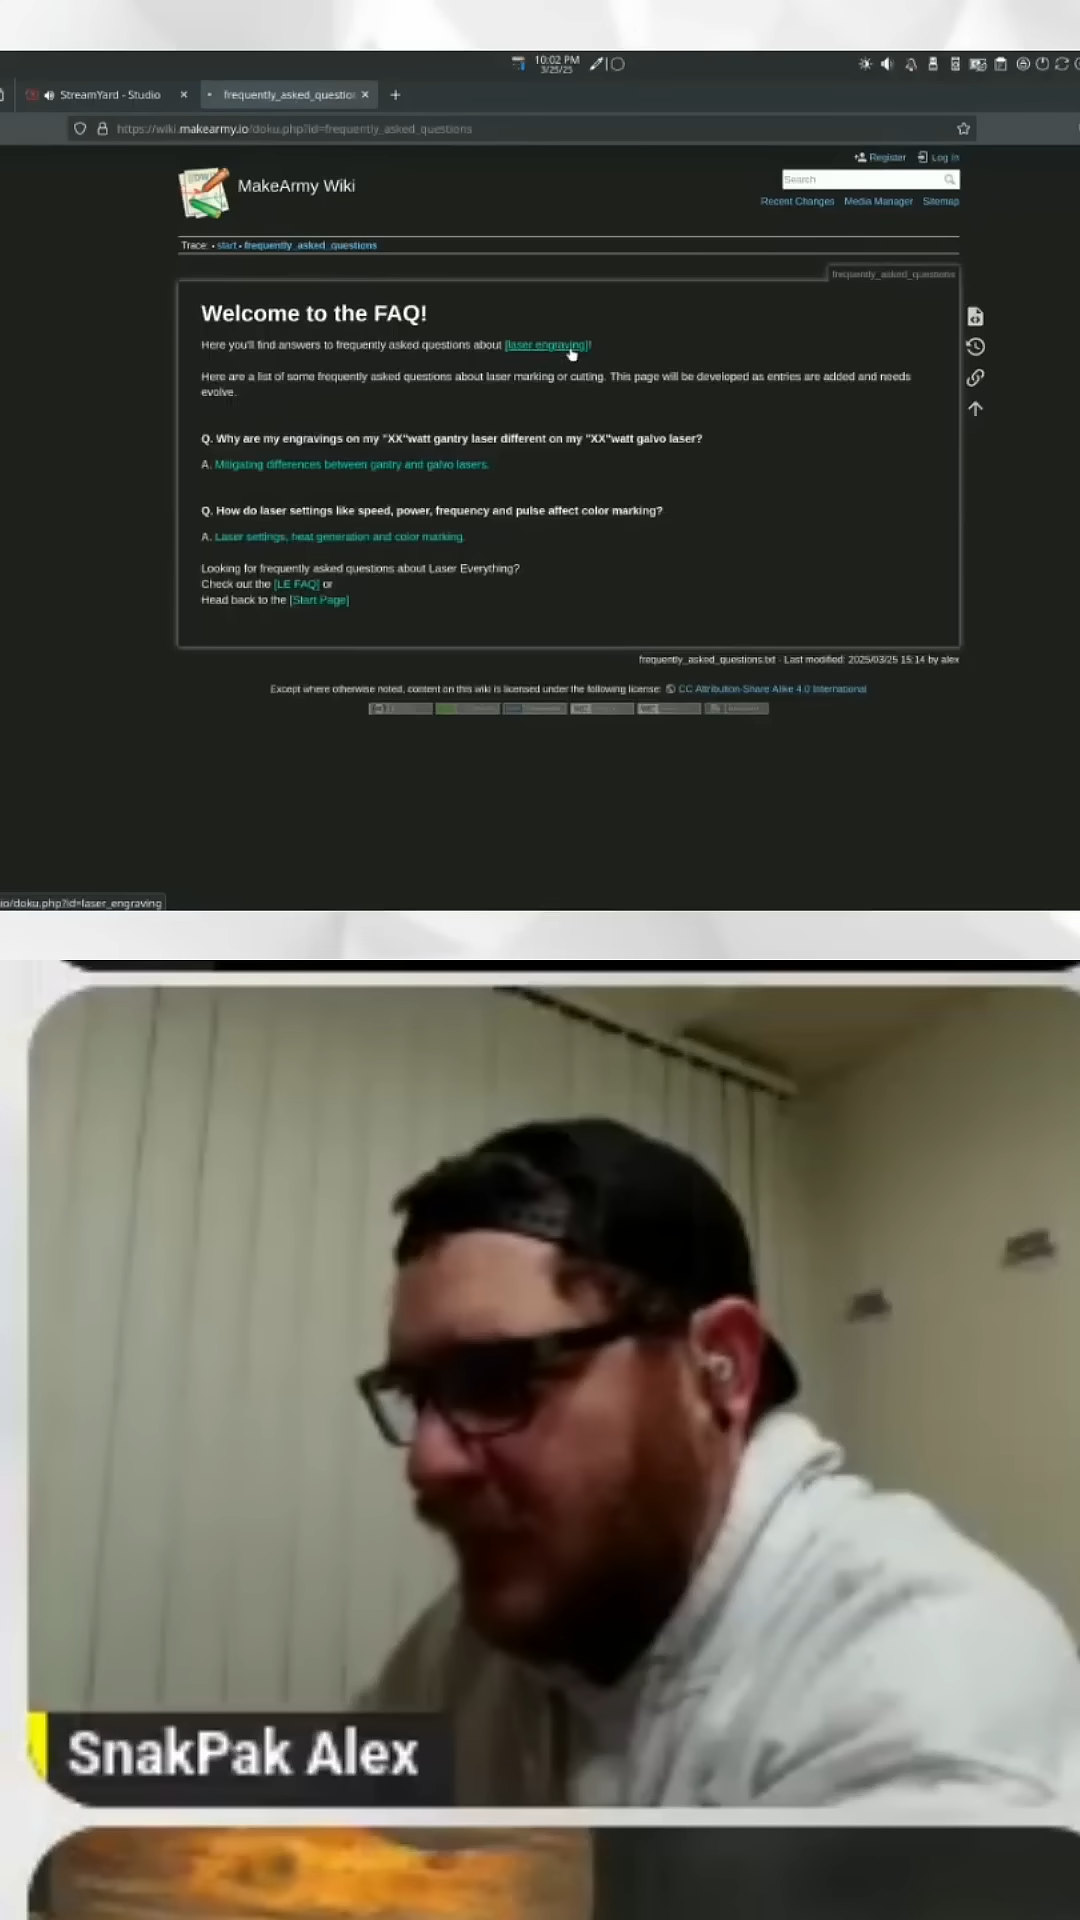 10:02 PM
3/25/25
StreamYard - Studio
frequently_asked_questio
https://wiki.makearmy.io/doku.php?id=frequently_asked_questions
Register Log In
MakeArmy Wiki
Search
Recent Changes Media Manager Sitemap
Trace: • start • frequently_asked_questions
frequently_asked_questions
Welcome to the FAQ!
Here you'll find answers to frequently asked questions about [laser engraving]!
Here are a list of some frequently asked questions about laser marking or cutting. This page will be developed as entries are added and needs
evolve.
Q. Why are my engravings on my "XX"watt gantry laser different on my "XX"watt galvo laser?
A. Mitigating differences between gantry and galvo lasers.
Q. How do laser settings like speed, power, frequency and pulse affect color marking?
A. Laser settings, heat generation and color marking.
Looking for frequently asked questions about Laser Everything?
Check out the [LE FAQ] or
Head back to the [Start Page]
frequently_asked_questions.txt · Last modified: 2025/03/25 15:14 by alex
Except where otherwise noted, content on this wiki is licensed under the following license: CC Attribution-Share Alike 4.0 International
io/doku.php?id=laser_engraving
SnakPak Alex